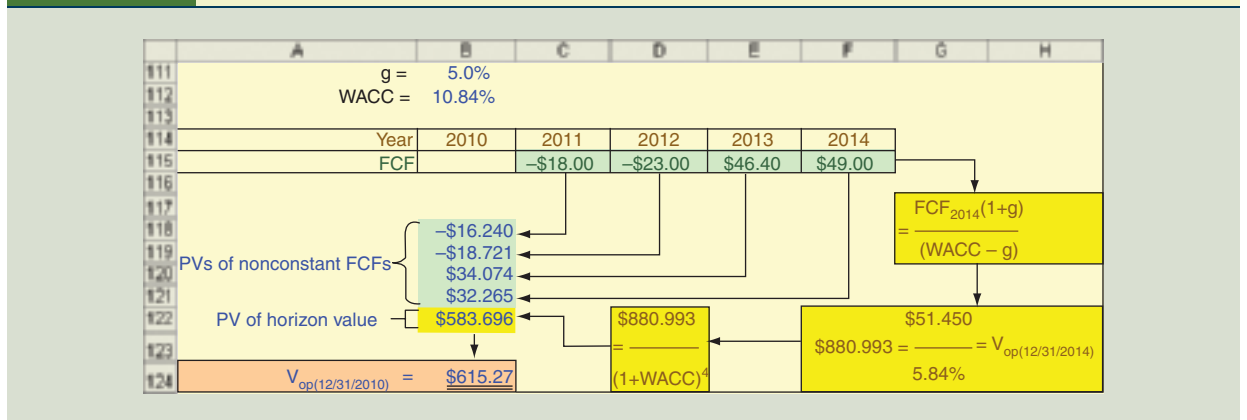 A B C D E F G H
111 g = 5.0%
112 WACC = 10.84%
113
114 Year 2010 2011 2012 2013 2014
115 FCF –$18.00 –$23.00 $46.40 $49.00
116
117 FCF2014(1+g)
118 –$16.240 =
119 –$18.721 (WACC – g)
PVs of nonconstant FCFs
120 $34.074
121 $32.265
122 PV of horizon value $583.696 $880.993 $51.450
123 = $880.993 = = Vop(12/31/2014)
124 Vop(12/31/2010) = $615.27 (1+WACC)4 5.84%